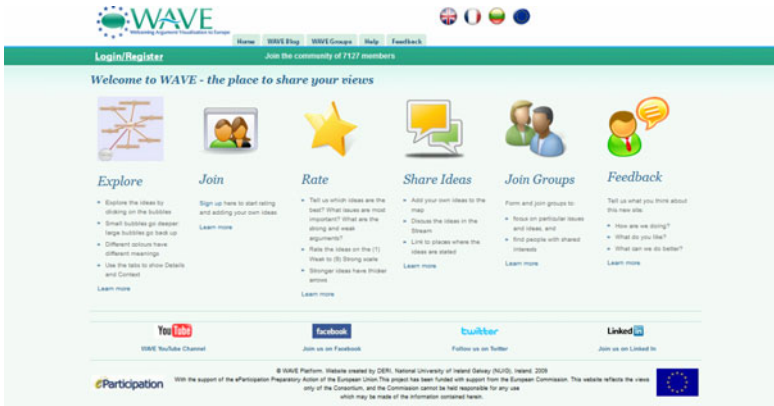 WAVE
Welcoming Argument Visualisation to Europe
Home WAVE Blog WAVE Groups Help Feedback
Login/Register Join the community of 7127 members
Welcome to WAVE - the place to share your views
Explore
Explore the ideas by
clicking on the bubbles
Small bubbles go deeper
large bubbles go back up
Different colours have
different meanings
Use the tabs to show Details
and Context
Learn more
Join
Sign up here to start rating
and adding your own ideas
Learn more
Rate
Tell us which ideas are the
best? What issues are most
important? What are the
strong and weak
arguments?
Rate the ideas on the (1)
Weak to (9) Strong scale
Stronger ideas have thicker
arrows
Learn more
Share Ideas
Add your own ideas to the
map
Discuss the ideas in the
Stream
Link to places where the
ideas are stated
Learn more
Join Groups
Form and join groups to:
focus on particular issues
and ideas, and
find people with shared
interests
Learn more
Feedback
Tell us what you think about
this new site:
How are we doing?
What do you like?
What can we do better?
Learn more
YouTube facebook twitter Linked in
WAVE YouTube Channel Join us on Facebook Follow us on Twitter Join us on Linked In
eParticipation
© WAVE Platform. Website created by DERI, National University of Ireland Galway (NUIG), Ireland, 2009
With the support of the eParticipation Preparatory Action of the European Union.This project has been funded with support from the European Commission. This website reflects the views
only of the Consortium, and the Commission cannot be held responsible for any use
which may be made of the information contained herein.